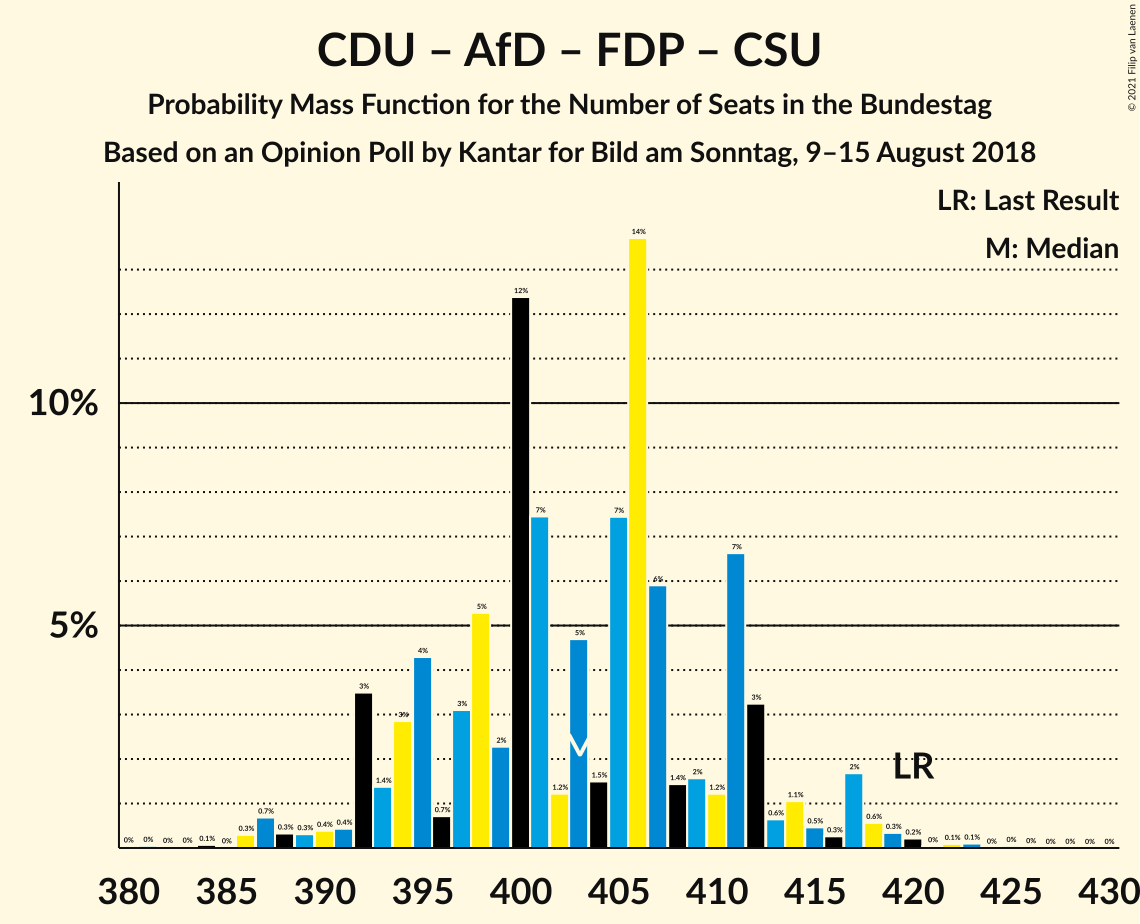 CDU – AfD – FDP – CSU
Probability Mass Function for the Number of Seats in the Bundestag
Based on an Opinion Poll by Kantar for Bild am Sonntag, 9–15 August 2018
© 2021 Filip van Laenen
LR: Last Result
M: Median
10%
5%
0% 0% 0% 0% 0.1% 0% 0.3% 0.7% 0.3% 0.3% 0.4% 0.4% 3% 1.4% 3% 4% 0.7% 3% 5% 2% 12% 7% 1.2% 5% 1.5% 7% 14% 6% 1.4% 2% 1.2% 7% 3% 0.6% 1.1% 0.5% 0.3% 2% 0.6% 0.3% 0.2% 0% 0.1% 0.1% 0% 0% 0% 0% 0% 0% 0%
M
LR
380 385 390 395 400 405 410 415 420 425 430